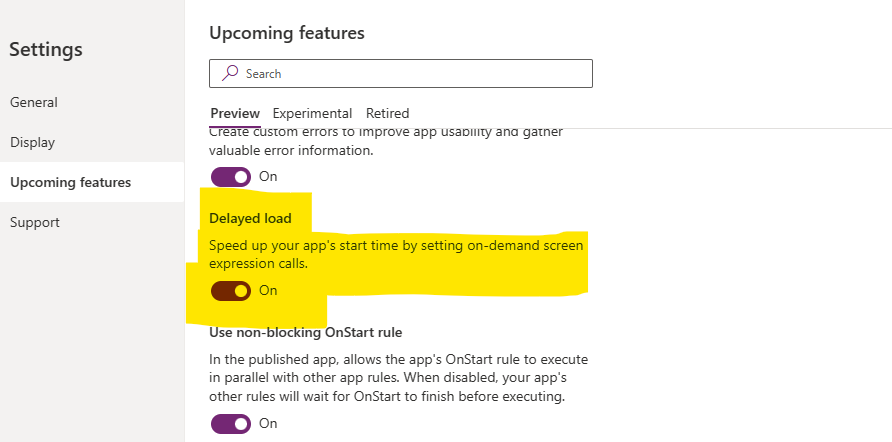 Settings
General
Display
Upcoming features
Support
Upcoming features
Search
Preview Experimental Retired
Create custom errors to improve app usability and gather
valuable error information.
On
Delayed load
Speed up your app's start time by setting on-demand screen
expression calls.
On
Use non-blocking OnStart rule
In the published app, allows the app's OnStart rule to execute
in parallel with other app rules. When disabled, your app's
other rules will wait for OnStart to finish before executing.
On